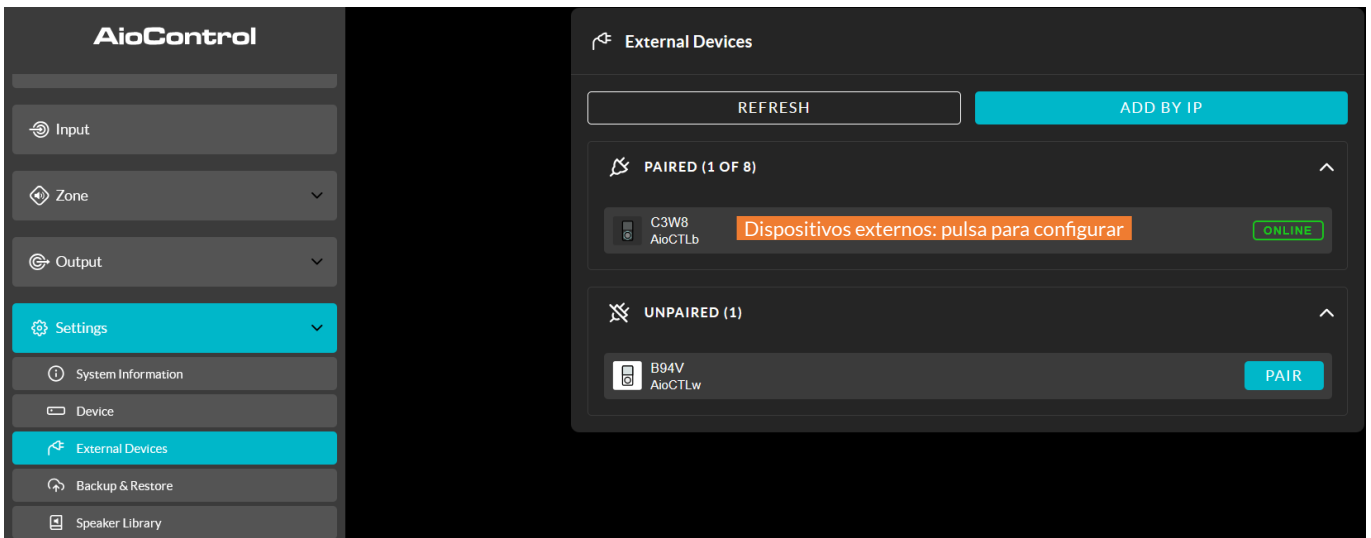 AioControl
Input
Zone
Output
Settings
System Information
Device
External Devices
Backup & Restore
Speaker Library
External Devices
REFRESH
ADD BY IP
PAIRED (1 OF 8)
C3W8
AioCTLb
Dispositivos externos: pulsa para configurar
ONLINE
UNPAIRED (1)
B94V
AioCTLw
PAIR